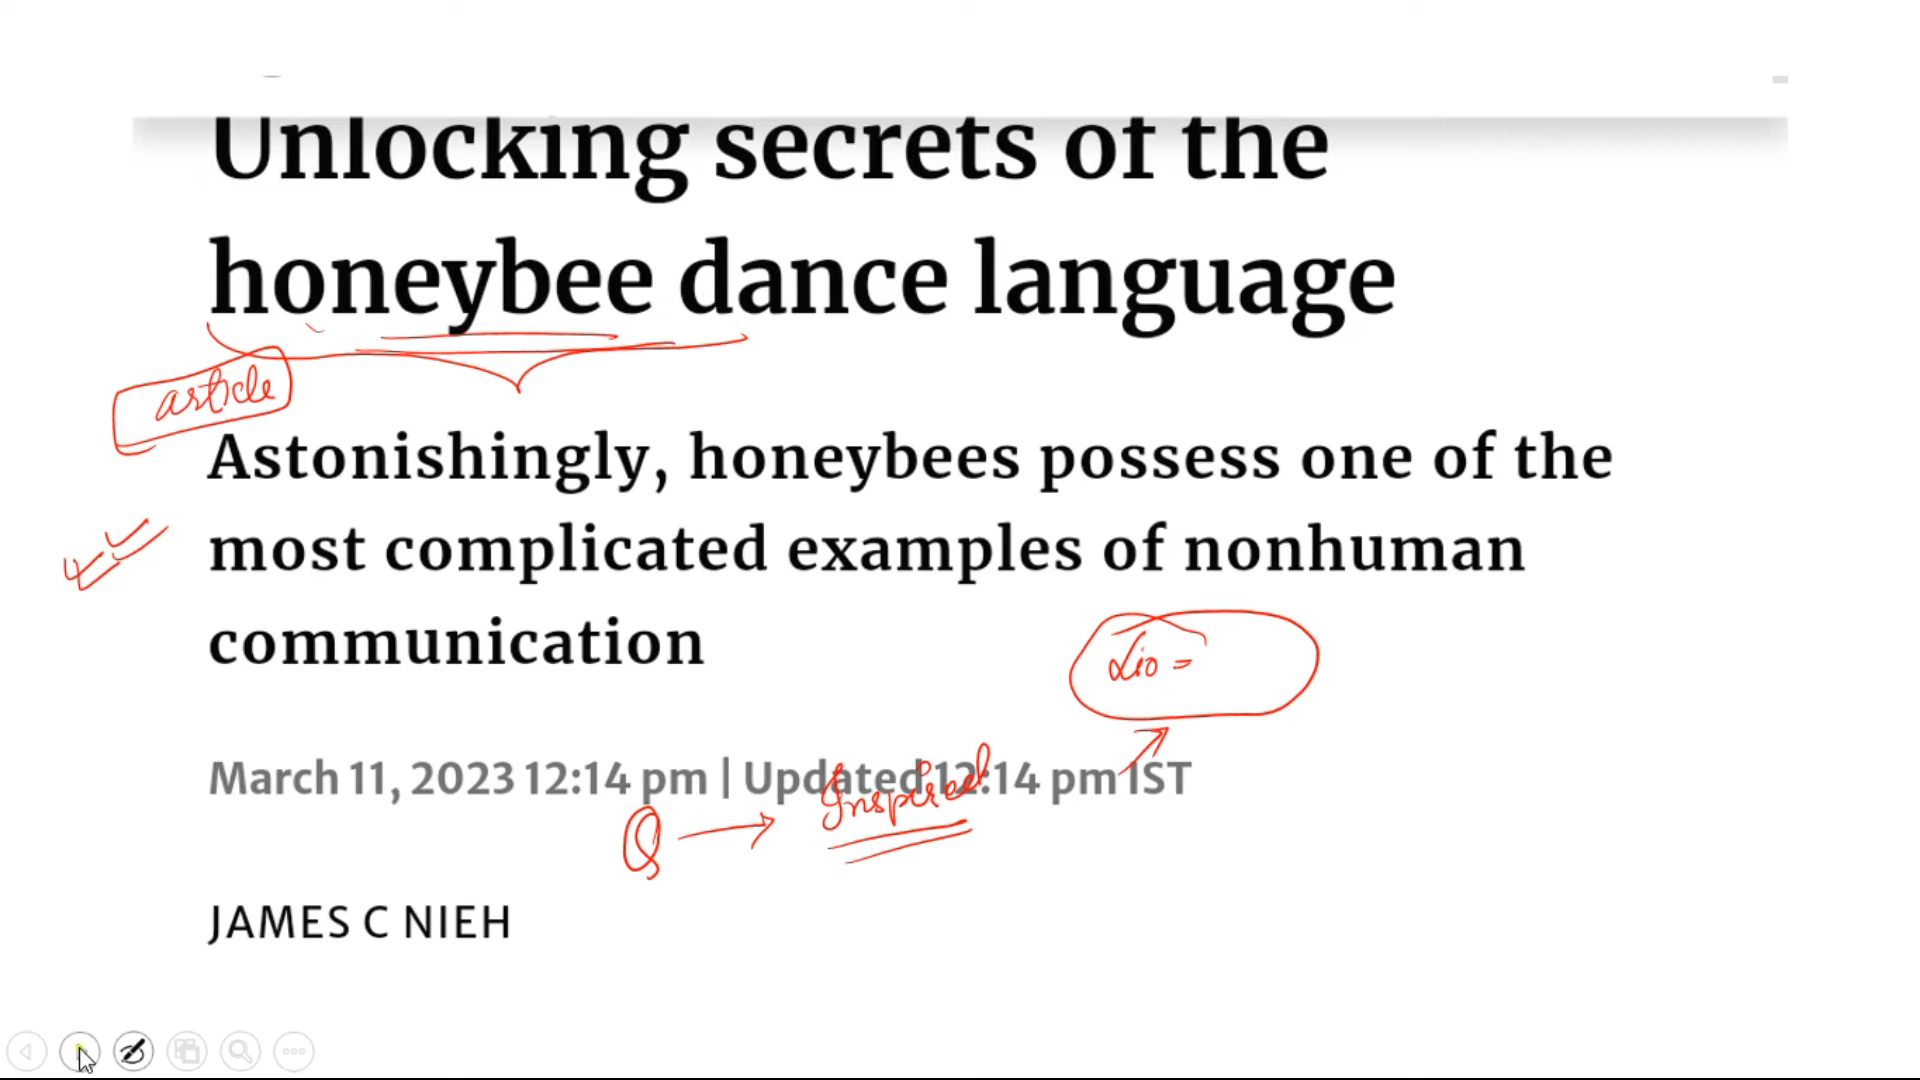 Unlocking secrets of the
honeybee dance language
article
Astonishingly, honeybees possess one of the
most complicated examples of nonhuman
communication
March 11, 2023 12:14 pm | Updated 12:14 pm IST
Q → Inspired
JAMES C NIEH